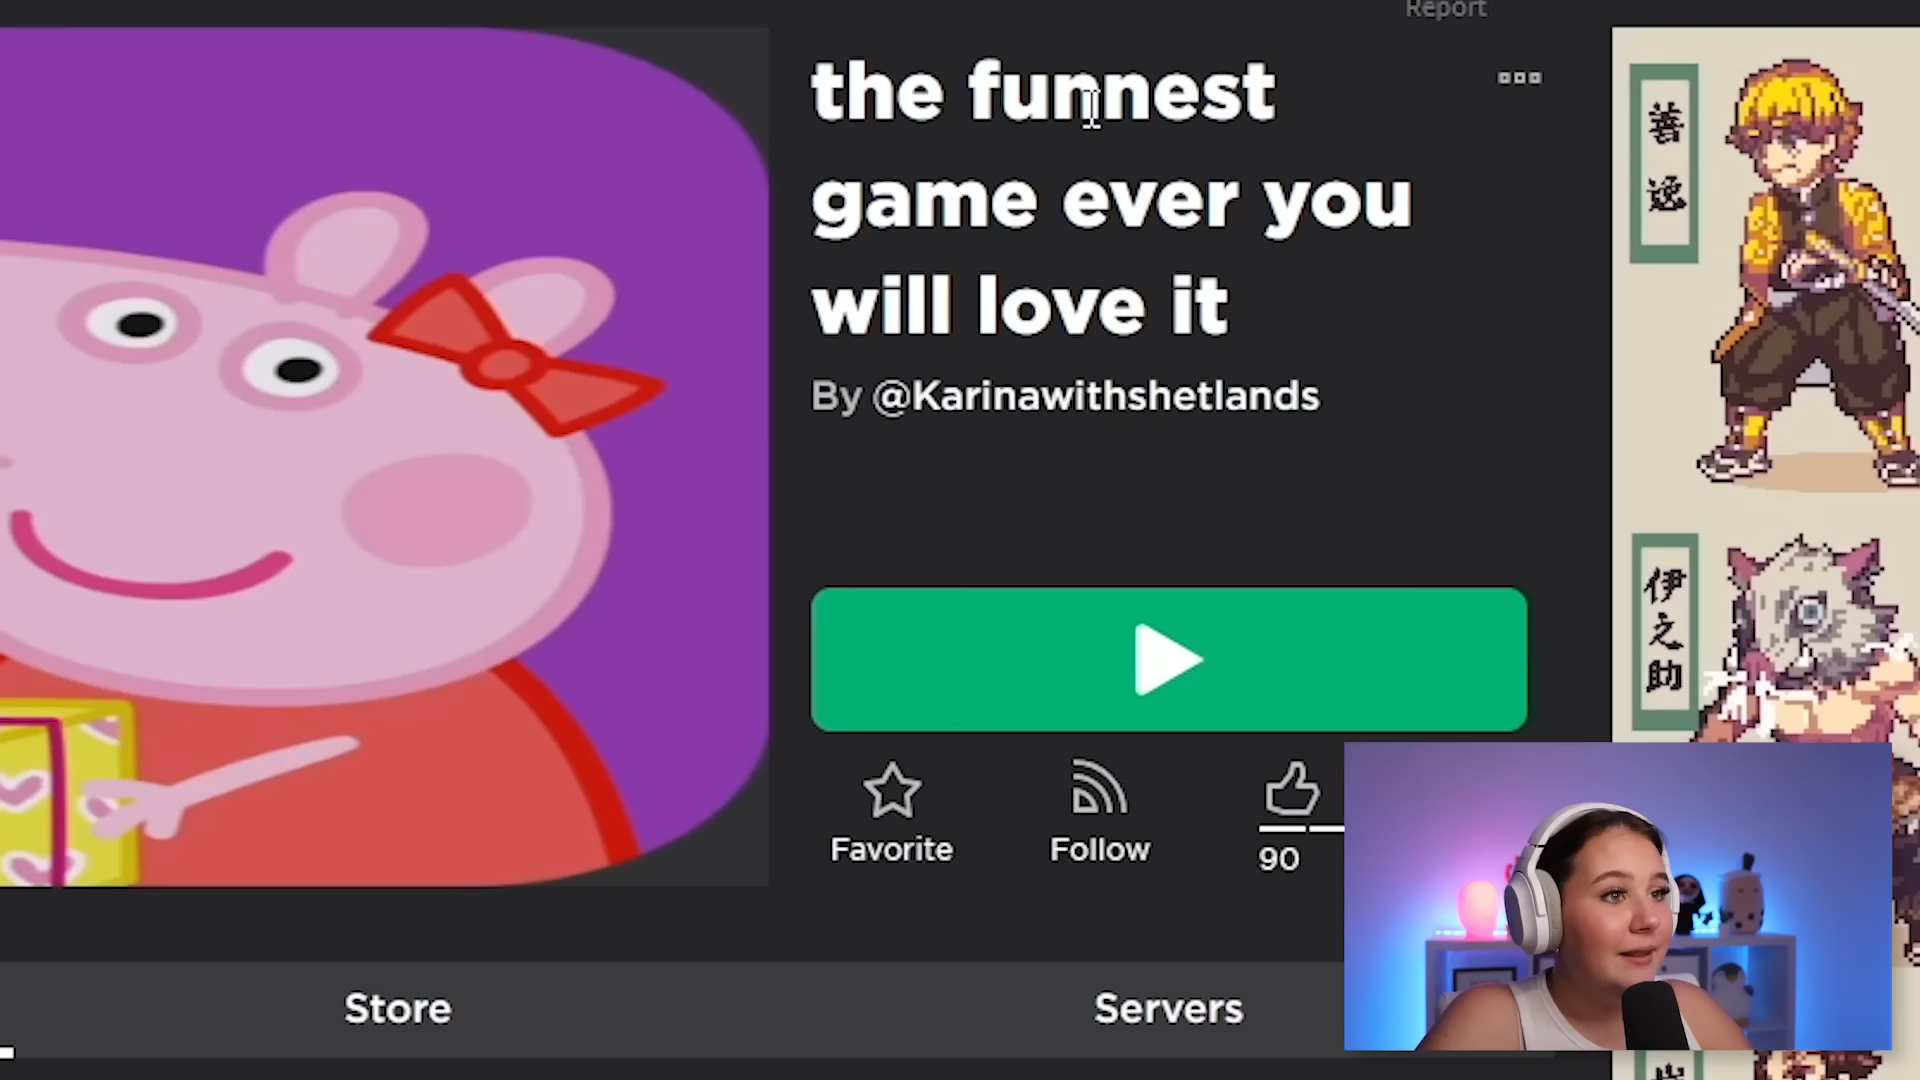 Report
the funnest
game ever you
will love it
By @Karinawithshetlands
Favorite
Follow
90
Store
Servers
善逸
伊之助